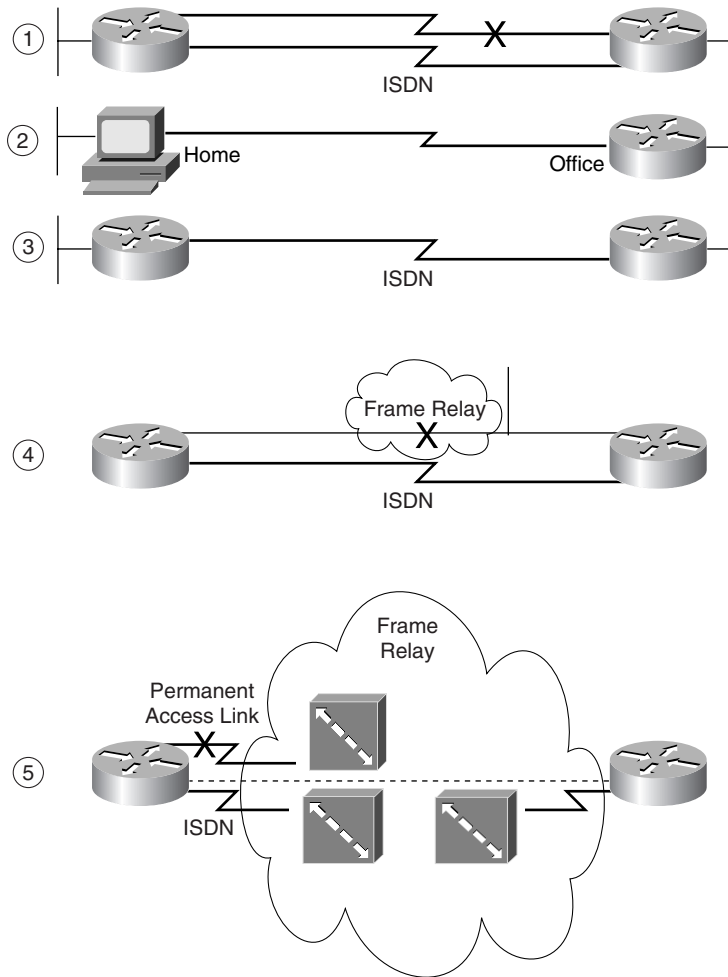 1
ISDN
2
Home
Office
3
ISDN
Frame Relay
X
4
ISDN
Frame
Relay
Permanent
Access Link
5
ISDN